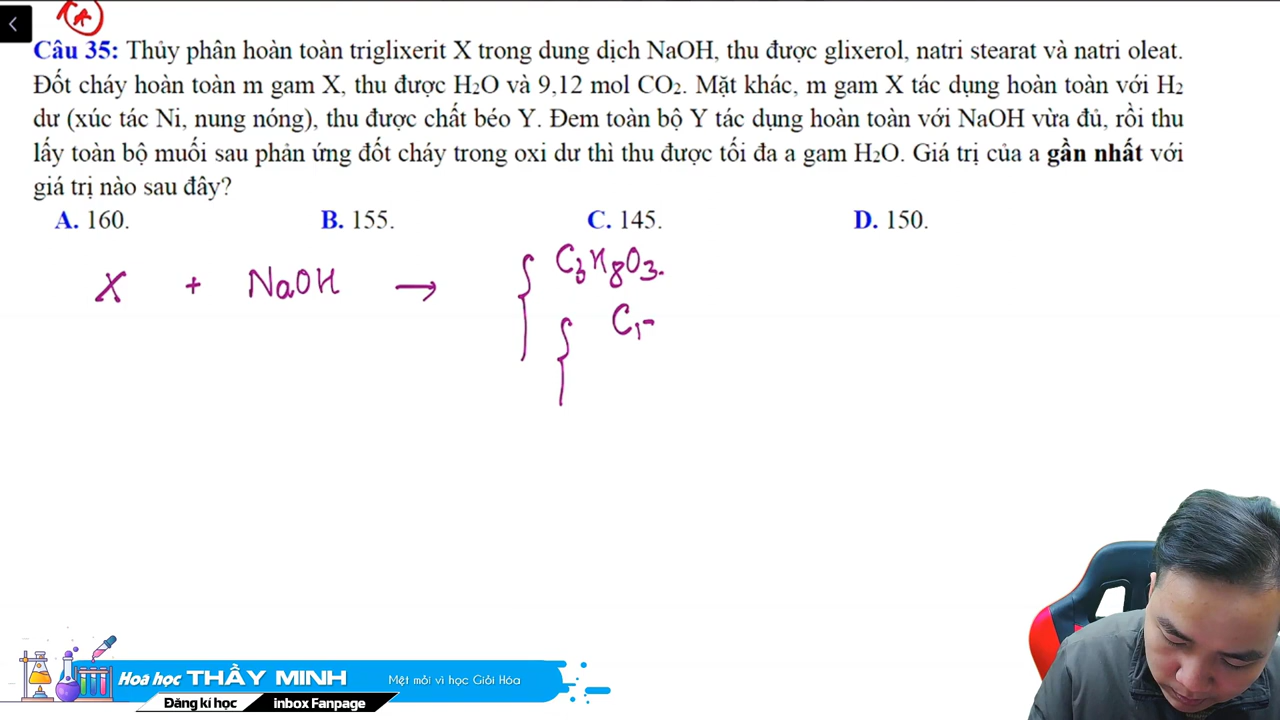 Câu 35: Thủy phân hoàn toàn triglixerit X trong dung dịch NaOH, thu được glixerol, natri stearat và natri oleat.
Đốt cháy hoàn toàn m gam X, thu được H₂O và 9,12 mol CO₂. Mặt khác, m gam X tác dụng hoàn toàn với H₂
dư (xúc tác Ni, nung nóng), thu được chất béo Y. Đem toàn bộ Y tác dụng hoàn toàn với NaOH vừa đủ, rồi thu
lấy toàn bộ muối sau phản ứng đốt cháy trong oxi dư thì thu được tối đa a gam H₂O. Giá trị của a gần nhất với
giá trị nào sau đây?
A. 160. B. 155. C. 145. D. 150.
C₃H₈O₃.
X + NaOH →
C₁
Hoá học THẦY MINH
Mệt mỏi vì học Giỏi Hóa
Đăng kí học inbox Fanpage